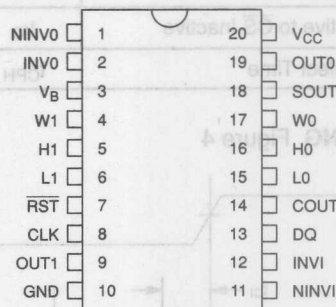 NINV0 1 20 VCC
INV0 2 19 OUT0
VB 3 18 SOUT
W1 4 17 W0
H1 5 16 H0
L1 6 15 L0
RST 7 14 COUT
CLK 8 13 DQ
OUT1 9 12 INVI
GND 10 11 NINVI